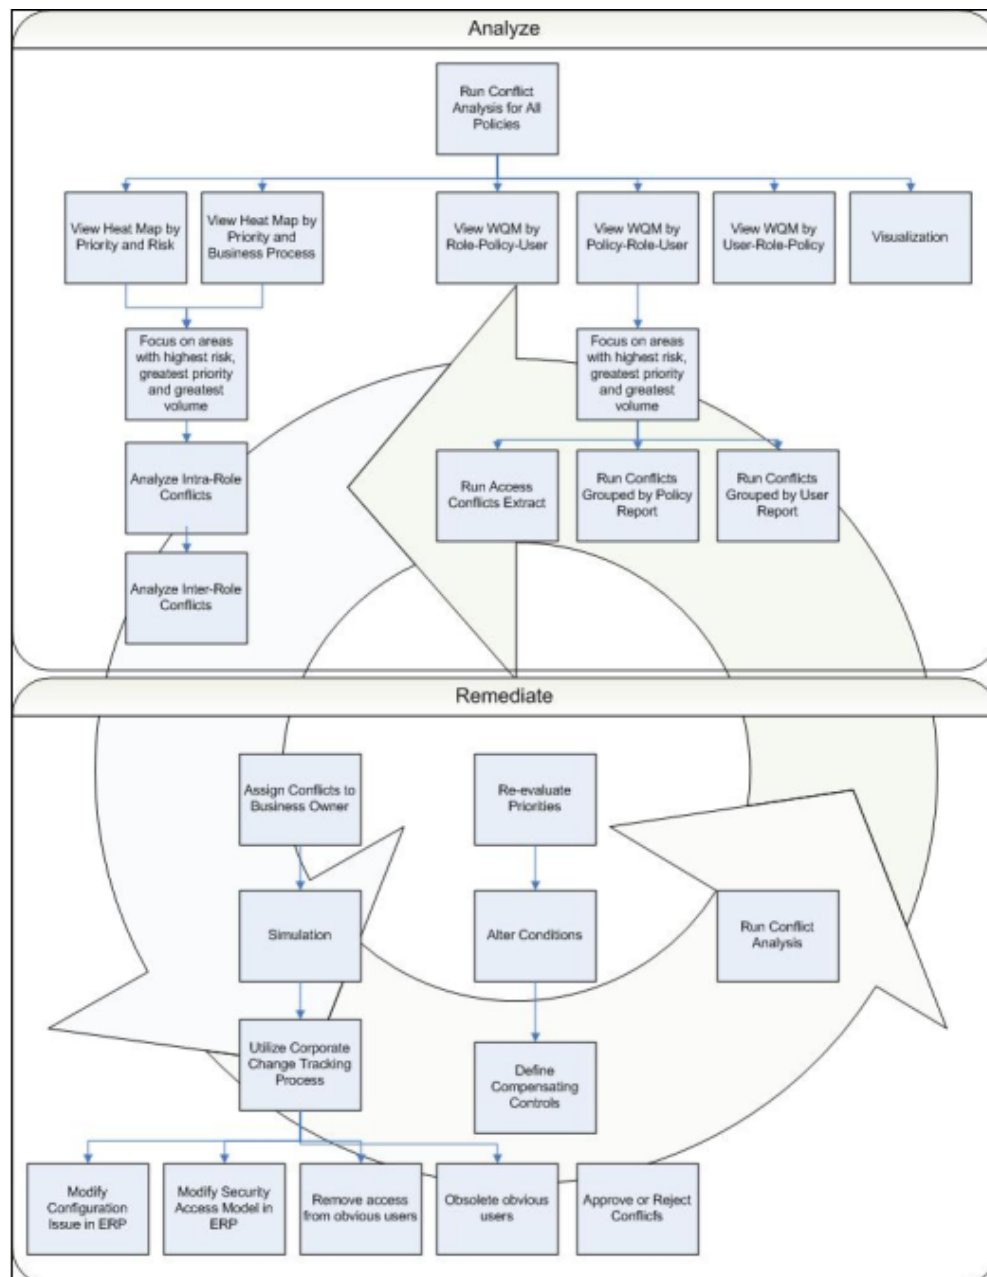 Analyze
Run Conflict
Analysis for All
Policies
View Heat Map by
Priority and Risk
View Heat Map by
Priority and
Business Process
View WQM by
Role-Policy-User
View WQM by
Policy-Role-User
View WQM by
User-Role-Policy
Visualization
Focus on areas
with highest risk,
greatest priority
and greatest
volume
Focus on areas
with highest risk,
greatest priority
and greatest
volume
Analyze Intra-Role
Conflicts
Run Access
Conflicts Extract
Run Conflicts
Grouped by Policy
Report
Run Conflicts
Grouped by User
Report
Analyze Inter-Role
Conflicts
Remediate
Assign Conflicts to
Business Owner
Re-evaluate
Priorities
Simulation
Alter Conditions
Run Conflict
Analysis
Utilize Corporate
Change Tracking
Process
Define
Compensating
Controls
Modify
Configuration
Issue in ERP
Modify Security
Access Model in
ERP
Remove access
from obvious users
Obsolete obvious
users
Approve or Reject
Conflicfs